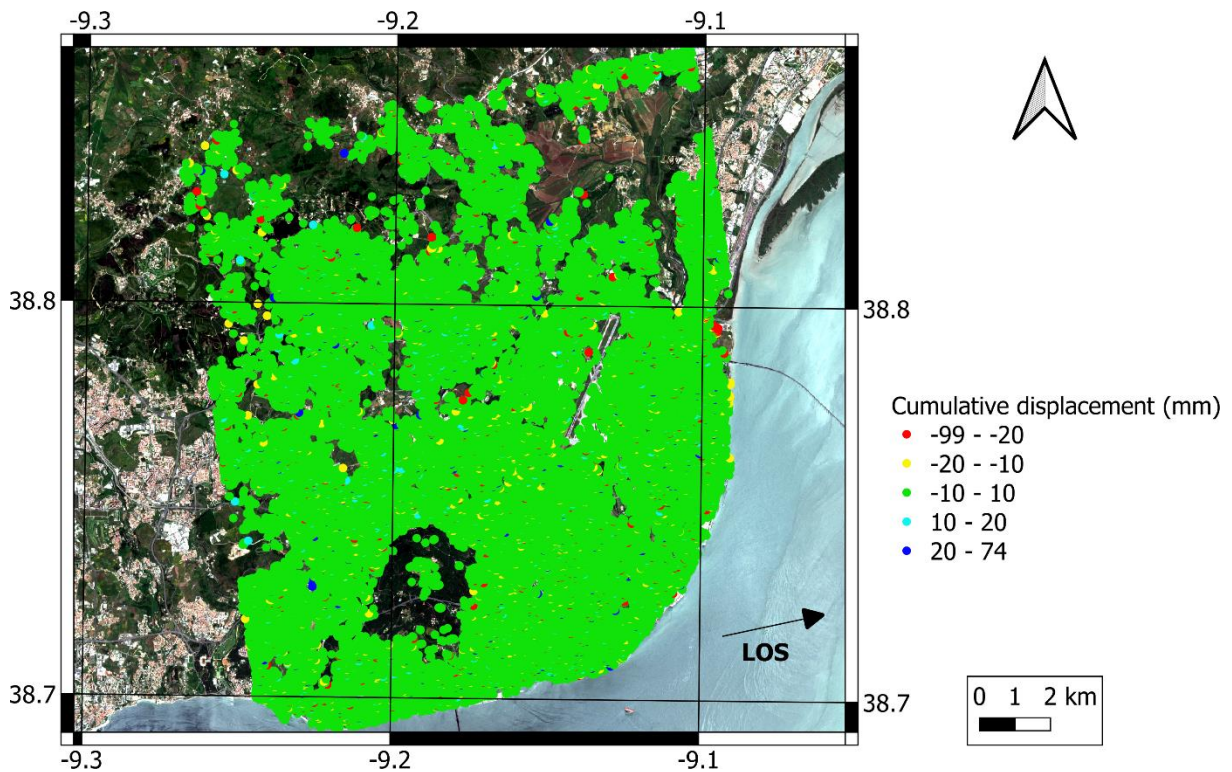 -9.3 -9.2 -9.1
38.8 38.8
Cumulative displacement (mm)
-99 - -20
-20 - -10
-10 - 10
10 - 20
20 - 74
LOS
38.7 38.7
0 1 2 km
-9.3 -9.2 -9.1